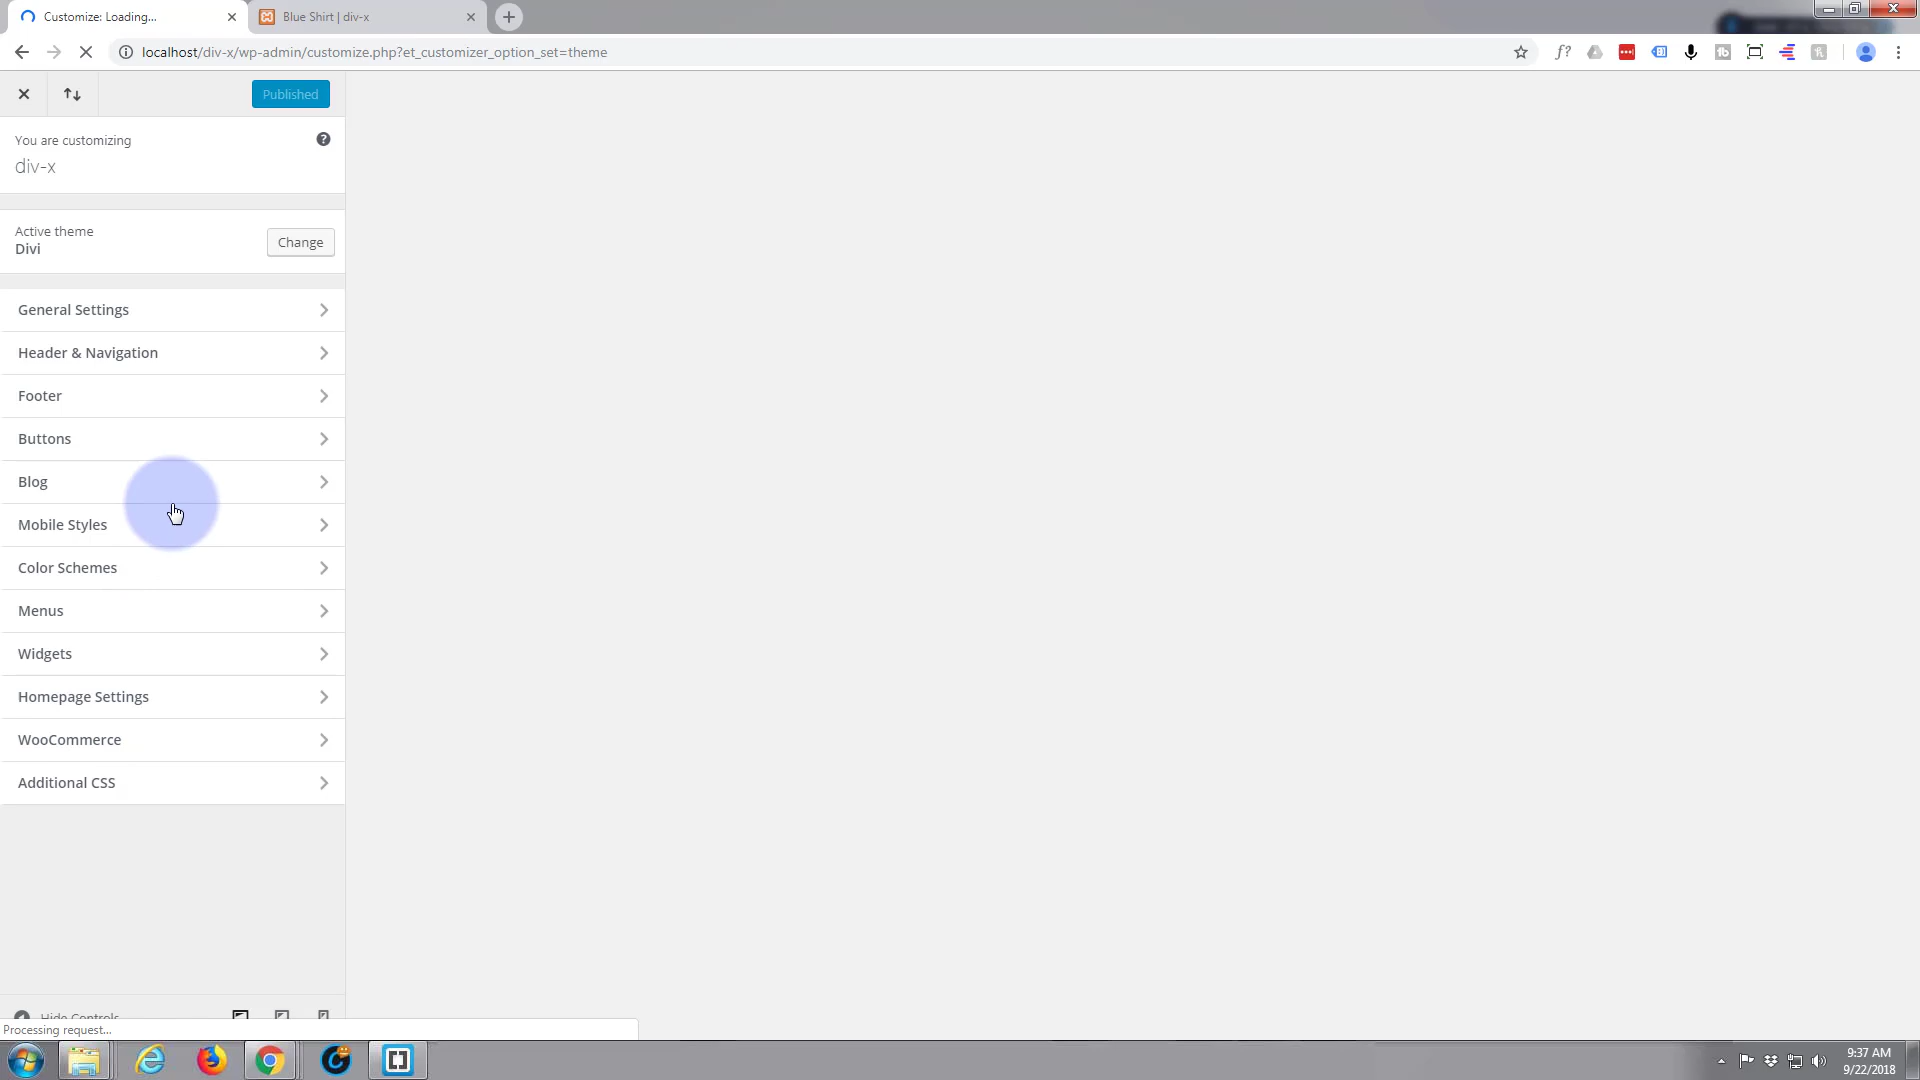 Customize: Loading...
Blue Shirt | div-x
localhost/div-x/wp-admin/customize.php?et_customizer_option_set=theme
f?
Published
You are customizing
div-x
Active theme
Divi
Change
General Settings
Header & Navigation
Footer
Buttons
Blog
Mobile Styles
Color Schemes
Menus
Widgets
Homepage Settings
WooCommerce
Additional CSS
Hide Controls
Processing request...
9:37 AM
9/22/2018